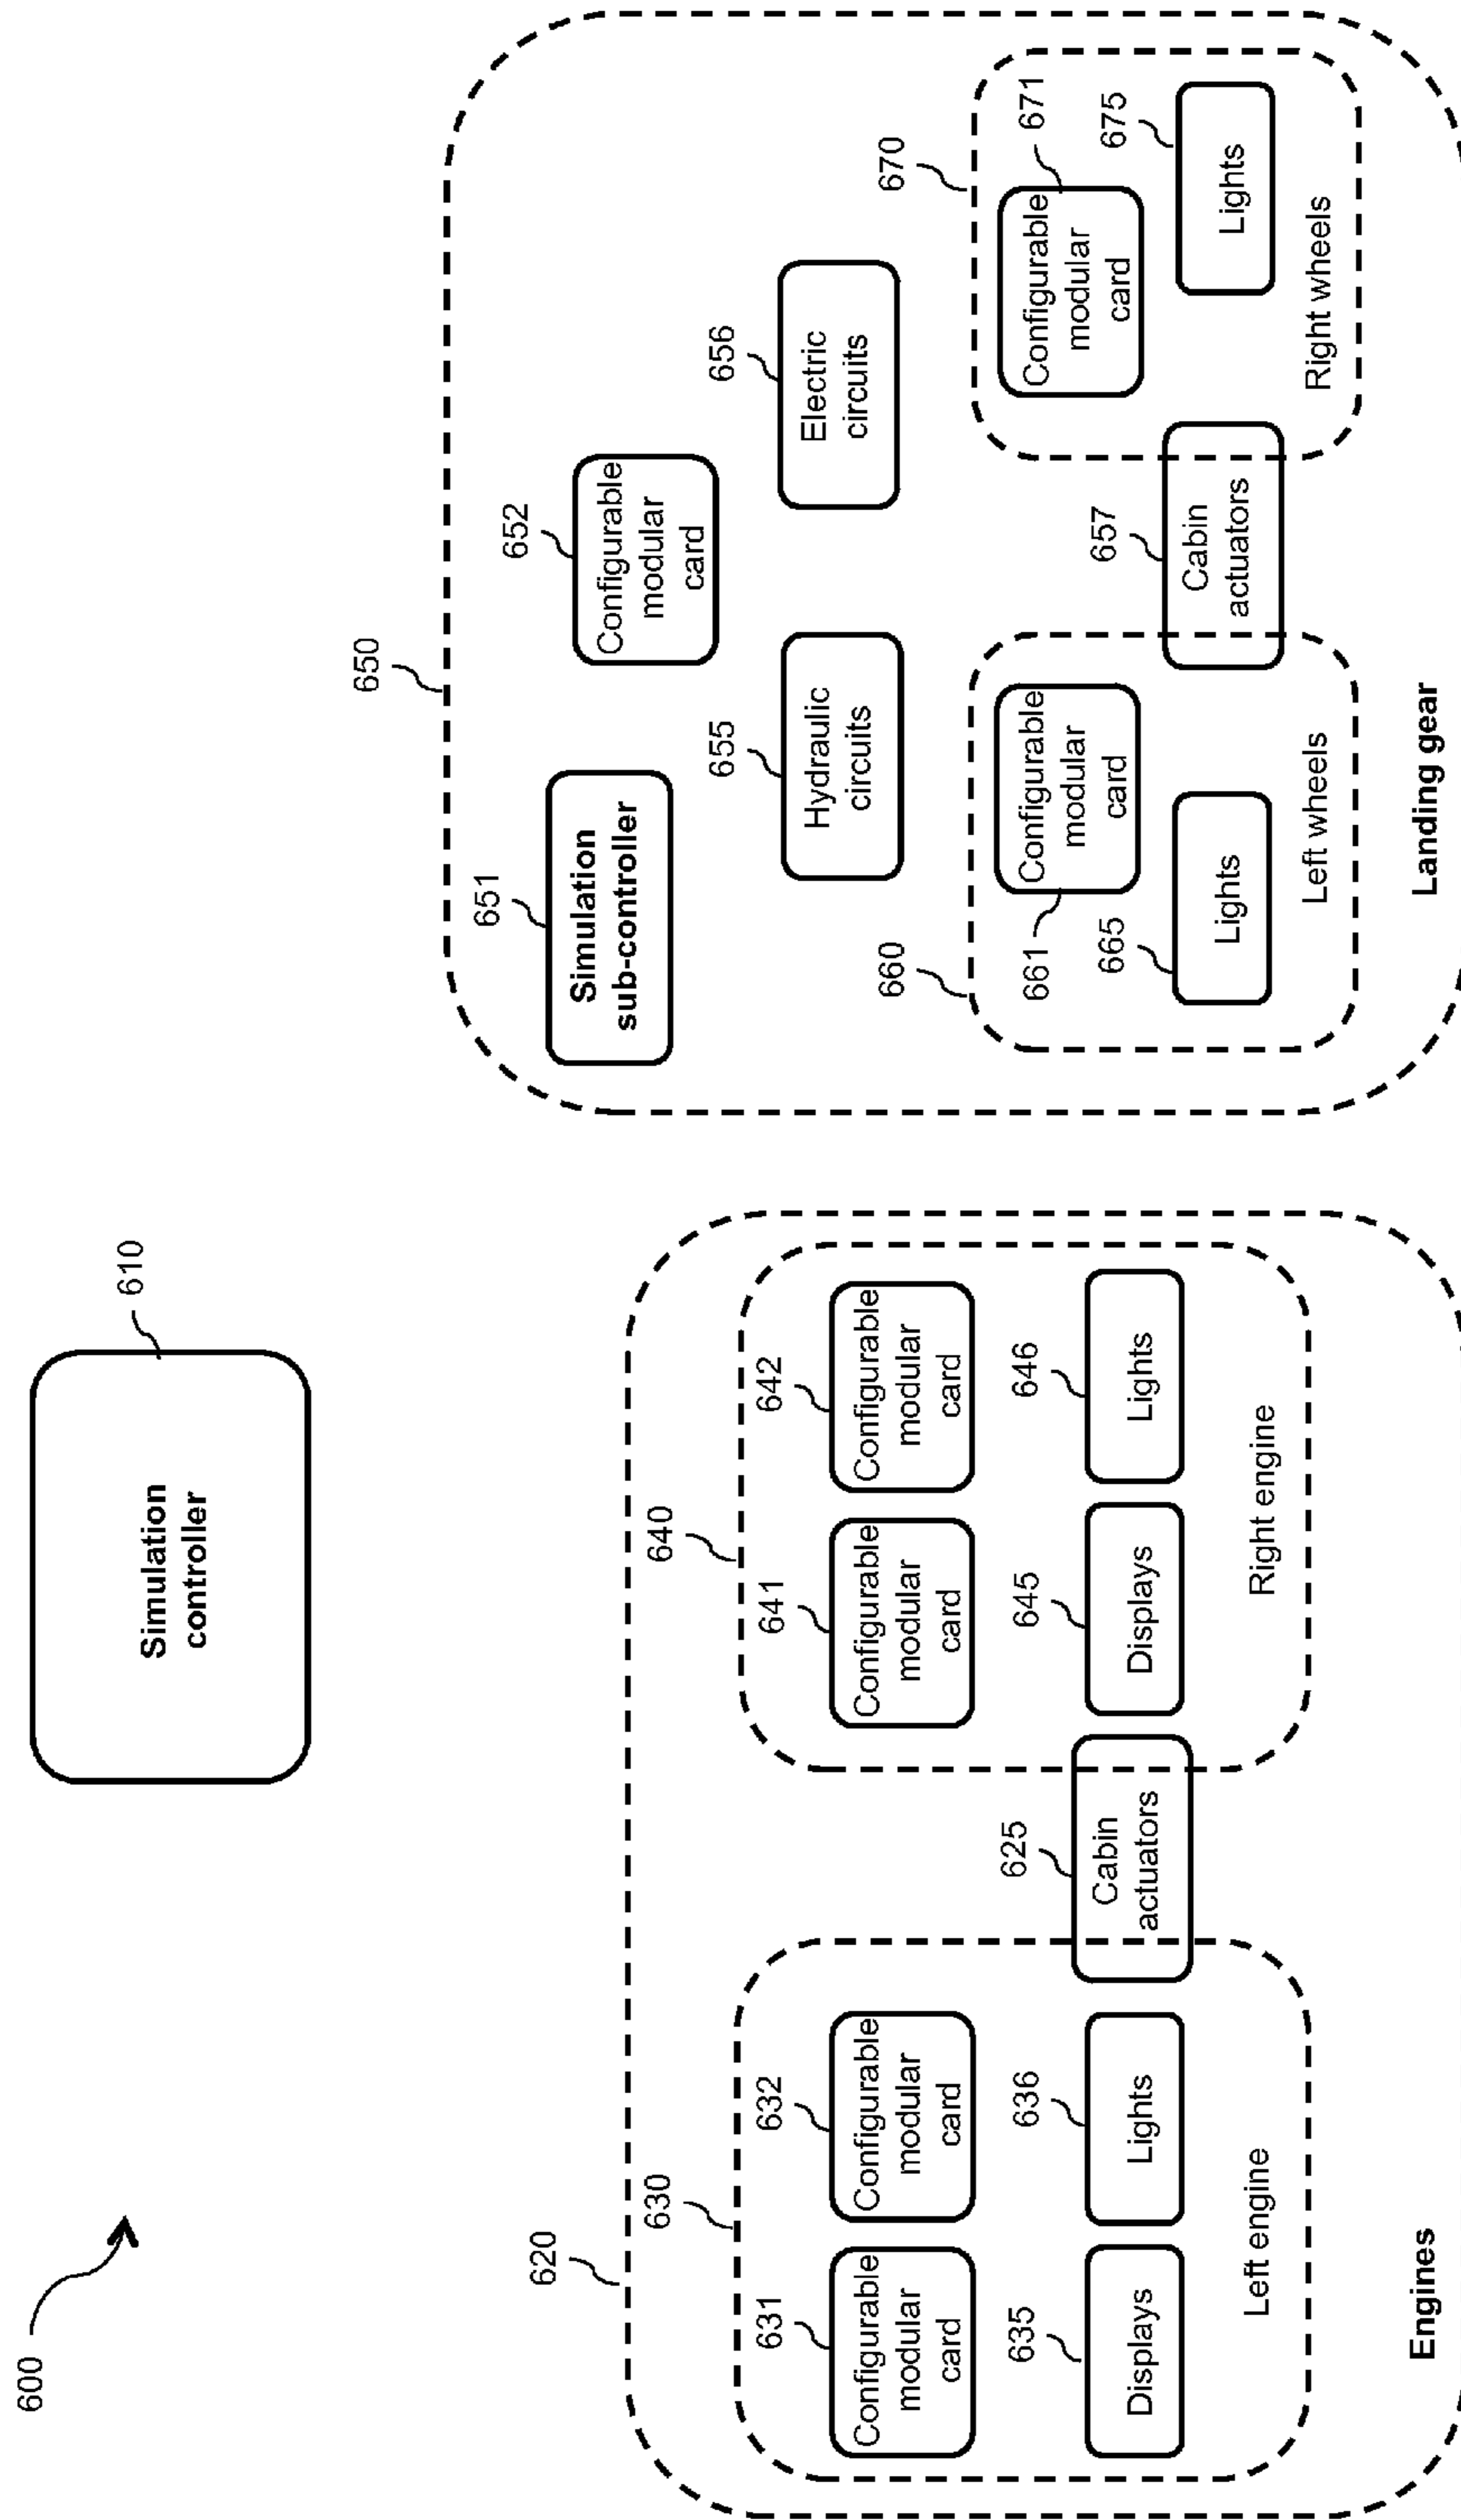 600
Simulation
controller
610
620
630
631
Configurable
modular
card
632
Configurable
modular
card
635
Displays
636
Lights
Left engine
625
Cabin
actuators
640
641
Configurable
modular
card
642
Configurable
modular
card
645
Displays
646
Lights
Right engine
Engines
650
651
Simulation
sub-controller
652
Configurable
modular
card
655
Hydraulic
circuits
656
Electric
circuits
660
661
Configurable
modular
card
665
Lights
Left wheels
657
Cabin
actuators
670
671
Configurable
modular
card
675
Lights
Right wheels
Landing gear